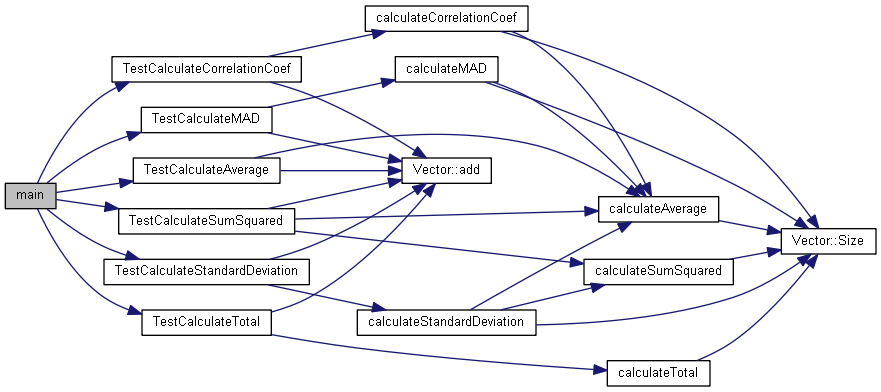 main
TestCalculateCorrelationCoef
TestCalculateMAD
TestCalculateAverage
TestCalculateSumSquared
TestCalculateStandardDeviation
TestCalculateTotal
calculateCorrelationCoef
calculateMAD
Vector::add
calculateStandardDeviation
calculateAverage
calculateSumSquared
calculateTotal
Vector::Size